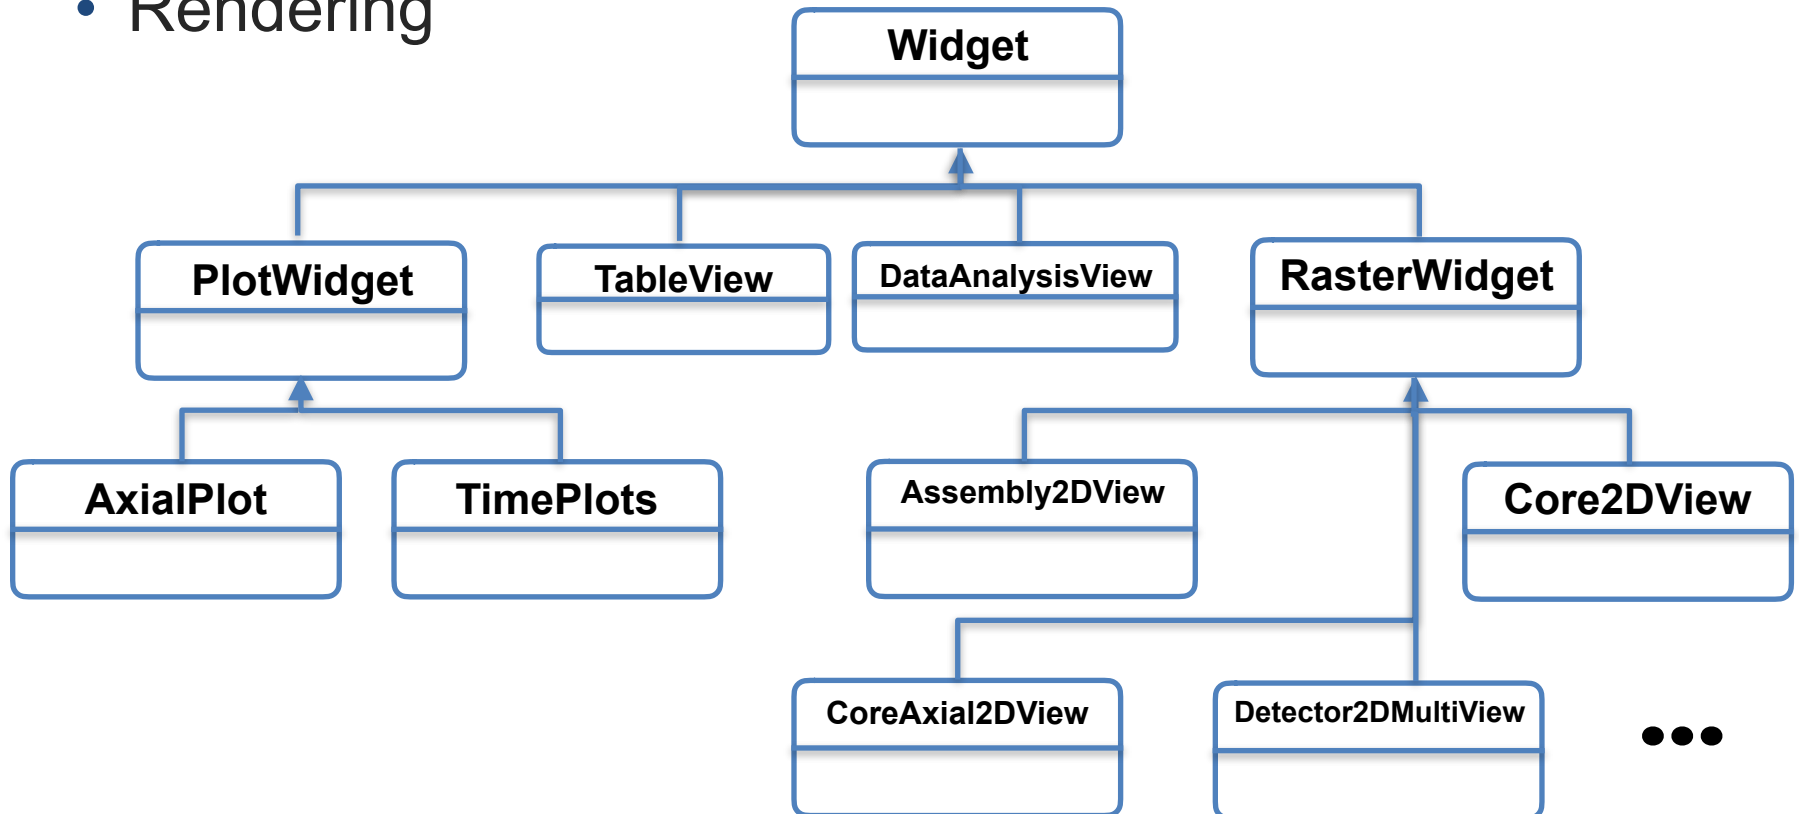 • Rendering
Widget
PlotWidget
TableView
DataAnalysisView
RasterWidget
AxialPlot
TimePlots
Assembly2DView
Core2DView
CoreAxial2DView
Detector2DMultiView
...